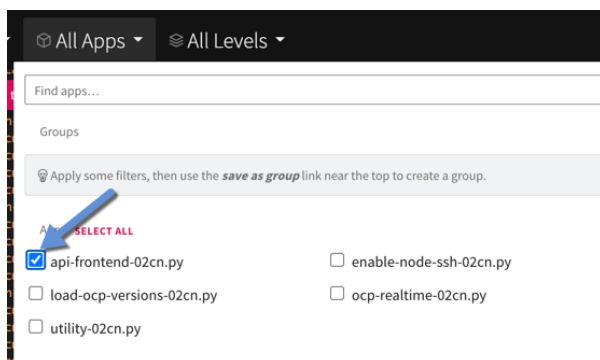 All Apps All Levels
Find apps...
Groups
Apply some filters, then use the save as group link near the top to create a group.
SELECT ALL
api-frontend-02cn.py enable-node-ssh-02cn.py
load-ocp-versions-02cn.py ocp-realtime-02cn.py
utility-02cn.py